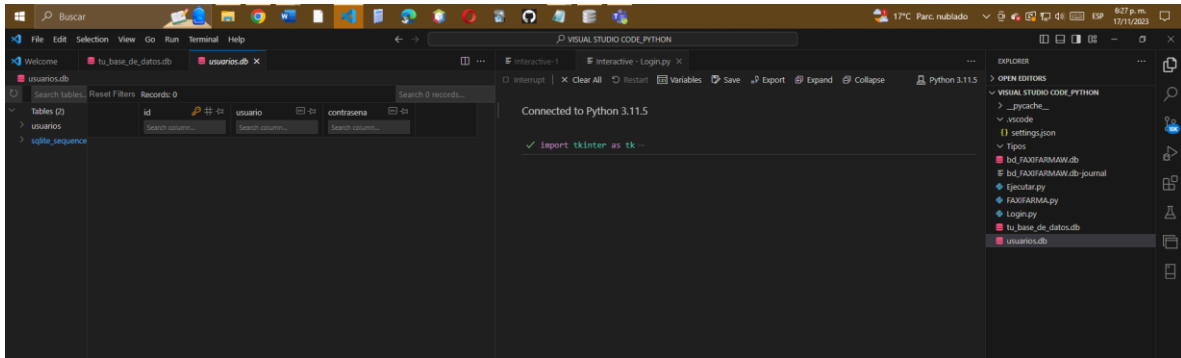 Buscar
17°C Parc. nublado
ESP
6:27 p. m.
17/11/2023
File Edit Selection View Go Run Terminal Help
VISUAL STUDIO CODE_PYTHON
Welcome
tu_base_de_datos.db
usuarios.db
usuarios.db
Search tables...
Reset Filters Records: 0
Search 0 records...
Tables (2)
usuarios
sqlite_sequence
id
usuario
contrasena
Search column...
Search column...
Search column...
Interactive-1
Interactive - Login.py
Interrupt | Clear All Restart Variables Save Export Expand Collapse
Python 3.11.5
Connected to Python 3.11.5
import tkinter as tk
EXPLORER
OPEN EDITORS
VISUAL STUDIO CODE_PYTHON
__pycache__
.vscode
settings.json
Tipos
bd_FAXIFARMAW.db
bd_FAXIFARMAW.db-journal
Ejecutar.py
FAXIFARMA.py
Login.py
tu_base_de_datos.db
usuarios.db